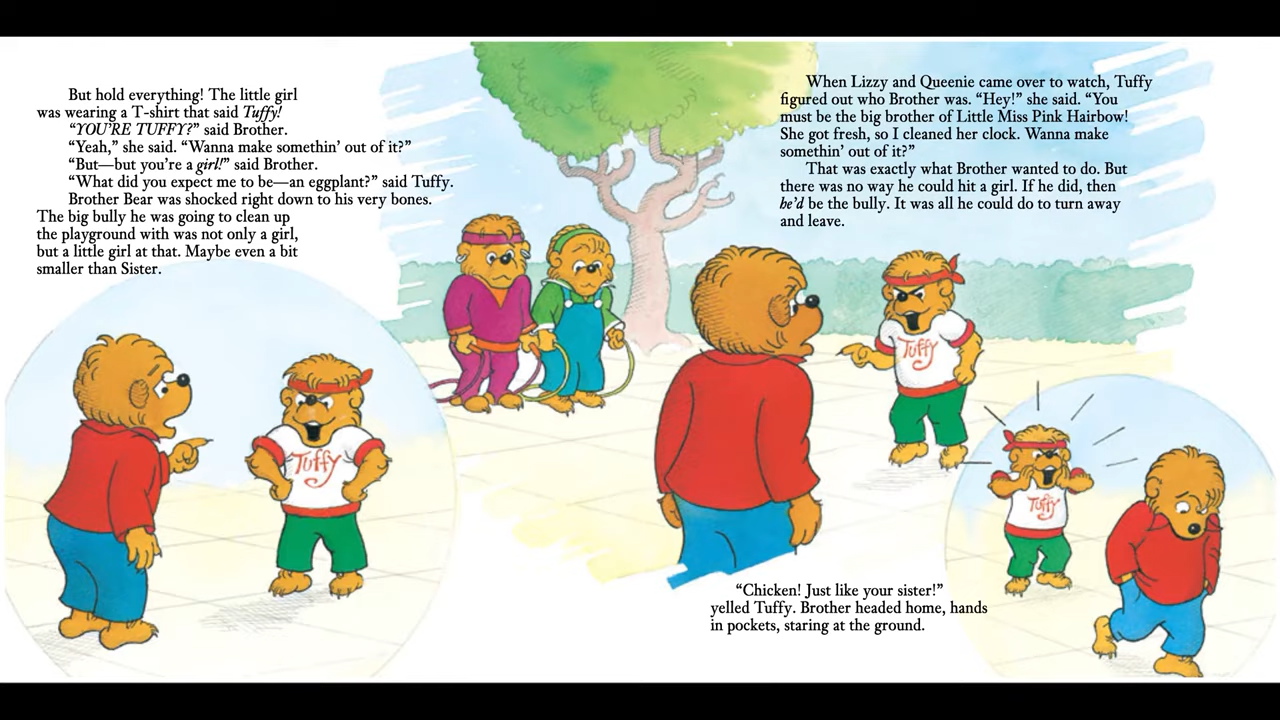 But hold everything! The little girl
was wearing a T-shirt that said Tuffy!
“YOU’RE TUFFY?” said Brother.
“Yeah,” she said. “Wanna make somethin’ out of it?”
“But—but you’re a girl!” said Brother.
“What did you expect me to be—an eggplant?” said Tuffy.
Brother Bear was shocked right down to his very bones.
The big bully he was going to clean up
the playground with was not only a girl,
but a little girl at that. Maybe even a bit
smaller than Sister.
Tuffy
When Lizzy and Queenie came over to watch, Tuffy
figured out who Brother was. “Hey!” she said. “You
must be the big brother of Little Miss Pink Hairbow!
She got fresh, so I cleaned her clock. Wanna make
somethin’ out of it?”
That was exactly what Brother wanted to do. But
there was no way he could hit a girl. If he did, then
he’d be the bully. It was all he could do to turn away
and leave.
Tuffy
Tuffy
“Chicken! Just like your sister!”
yelled Tuffy. Brother headed home, hands
in pockets, staring at the ground.